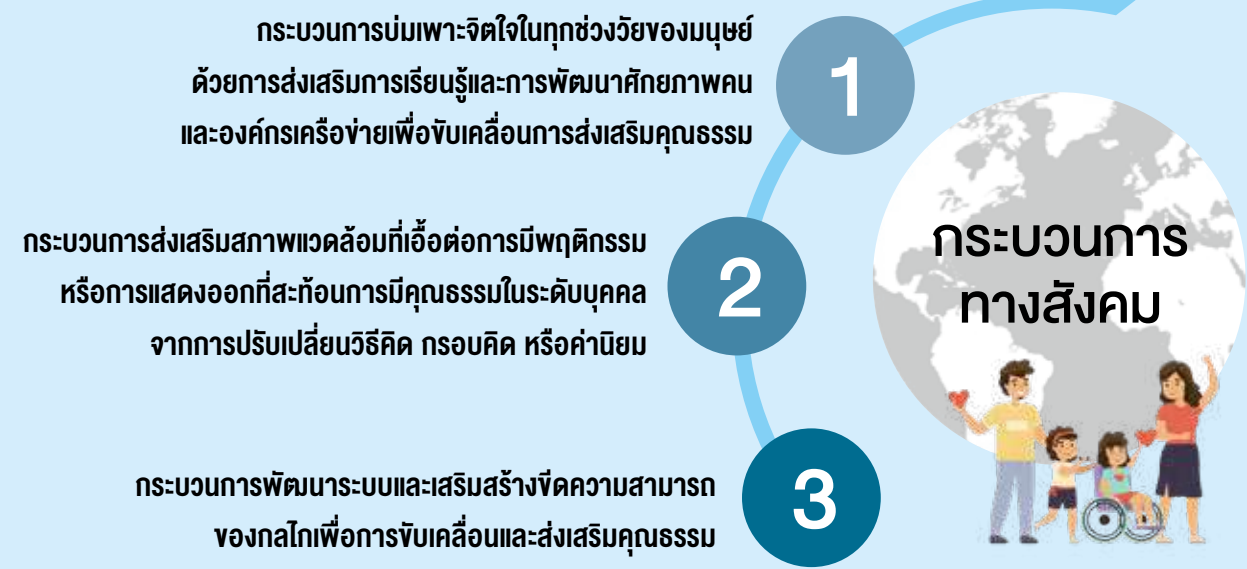 กระบวนการบ่มเพาะจิตใจในทุกช่วงวัยของมนุษย์
ด้วยการส่งเสริมการเรียนรู้และการพัฒนาศักยภาพคน
และองค์กรเครือข่ายเพื่อขับเคลื่อนการส่งเสริมคุณธรรม
1
กระบวนการส่งเสริมสภาพแวดล้อมที่เอื้อต่อการมีพฤติกรรม
หรือการแสดงออกที่สะท้อนการมีคุณธรรมในระดับบุคคล
จากการปรับเปลี่ยนวิธีคิด กรอบคิด หรือค่านิยม
2
กระบวนการพัฒนาระบบและเสริมสร้างขีดความสามารถ
ของกลไกเพื่อการขับเคลื่อนและส่งเสริมคุณธรรม
3
กระบวนการ
ทางสังคม